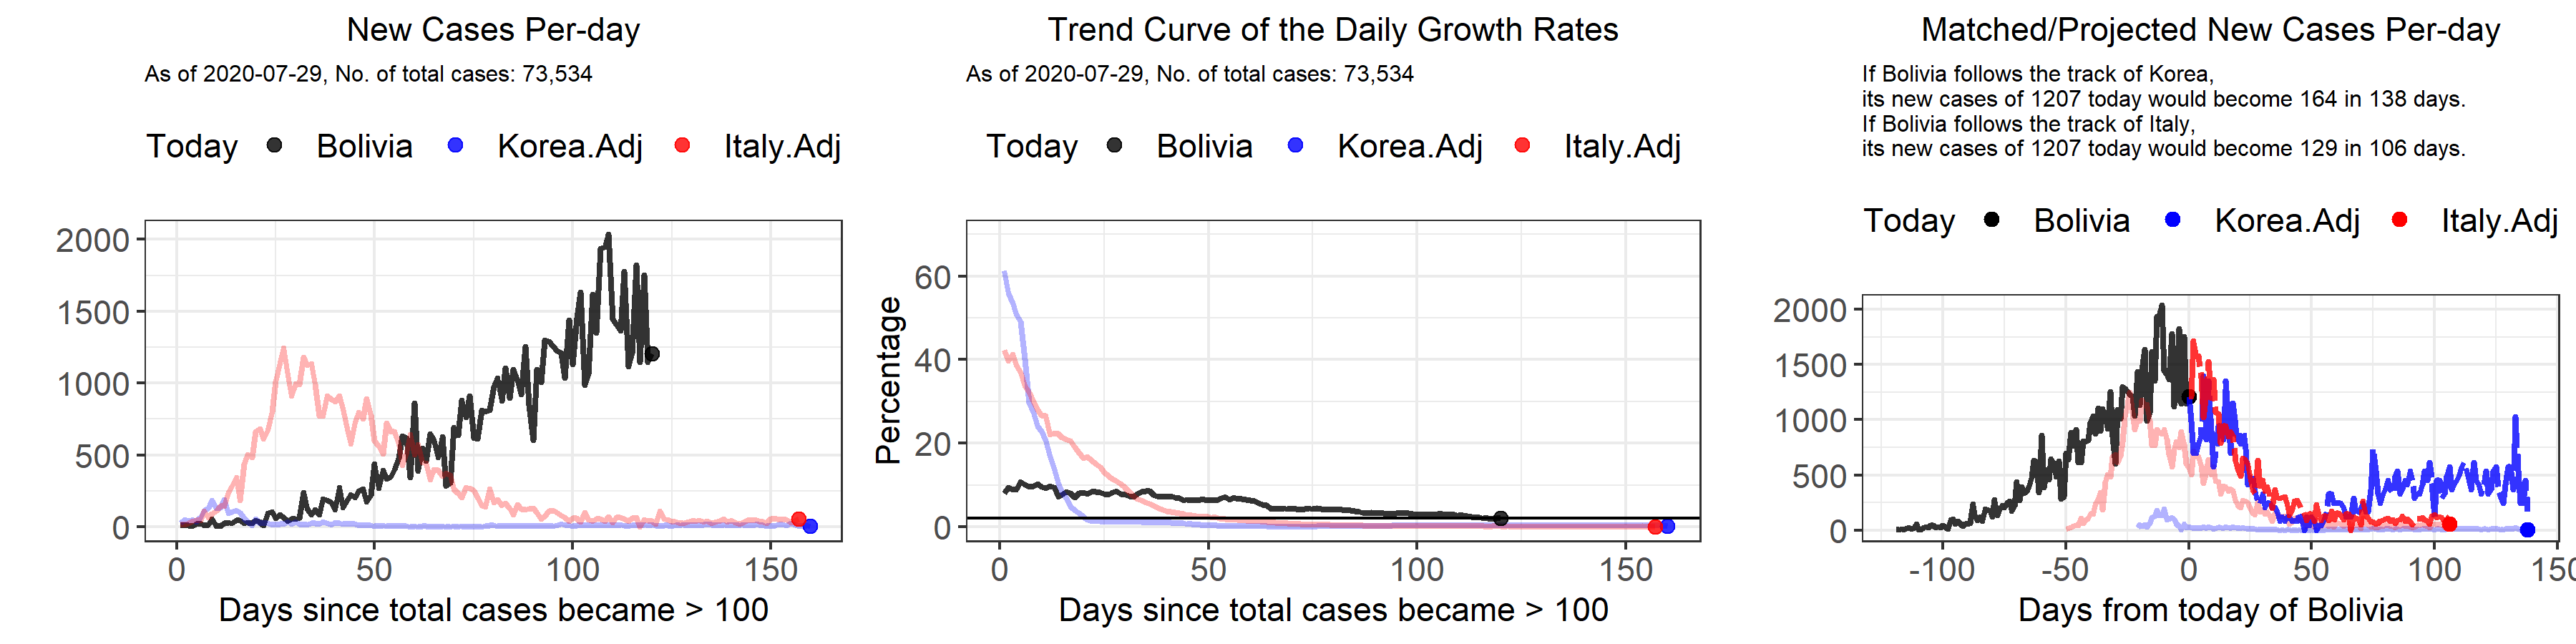 New Cases Per-day
As of 2020-07-29, No. of total cases: 73,534
Today Bolivia Korea.Adj Italy.Adj
2000
1500
1000
500
0
0 50 100 150
Days since total cases became > 100
Trend Curve of the Daily Growth Rates
As of 2020-07-29, No. of total cases: 73,534
Today Bolivia Korea.Adj Italy.Adj
Percentage
60
40
20
0
0 50 100 150
Days since total cases became > 100
Matched/Projected New Cases Per-day
If Bolivia follows the track of Korea,
its new cases of 1207 today would become 164 in 138 days.
If Bolivia follows the track of Italy,
its new cases of 1207 today would become 129 in 106 days.
Today Bolivia Korea.Adj Italy.Adj
2000
1500
1000
500
0
-100 -50 0 50 100 150
Days from today of Bolivia